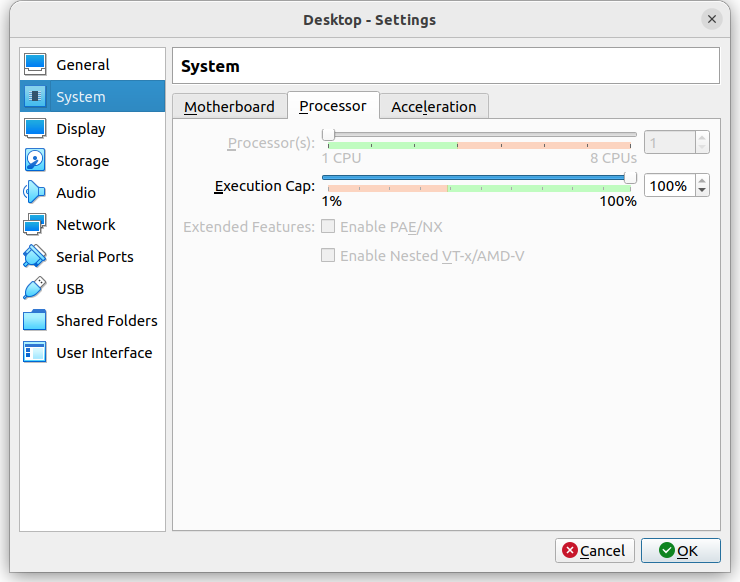 Desktop - Settings
General
System
Display
Storage
Audio
Network
Serial Ports
USB
Shared Folders
User Interface
System
Motherboard Processor Acceleration
Processor(s): 1
1 CPU 8 CPUs
Execution Cap: 100%
1% 100%
Extended Features: Enable PAE/NX
Enable Nested VT-x/AMD-V
Cancel OK